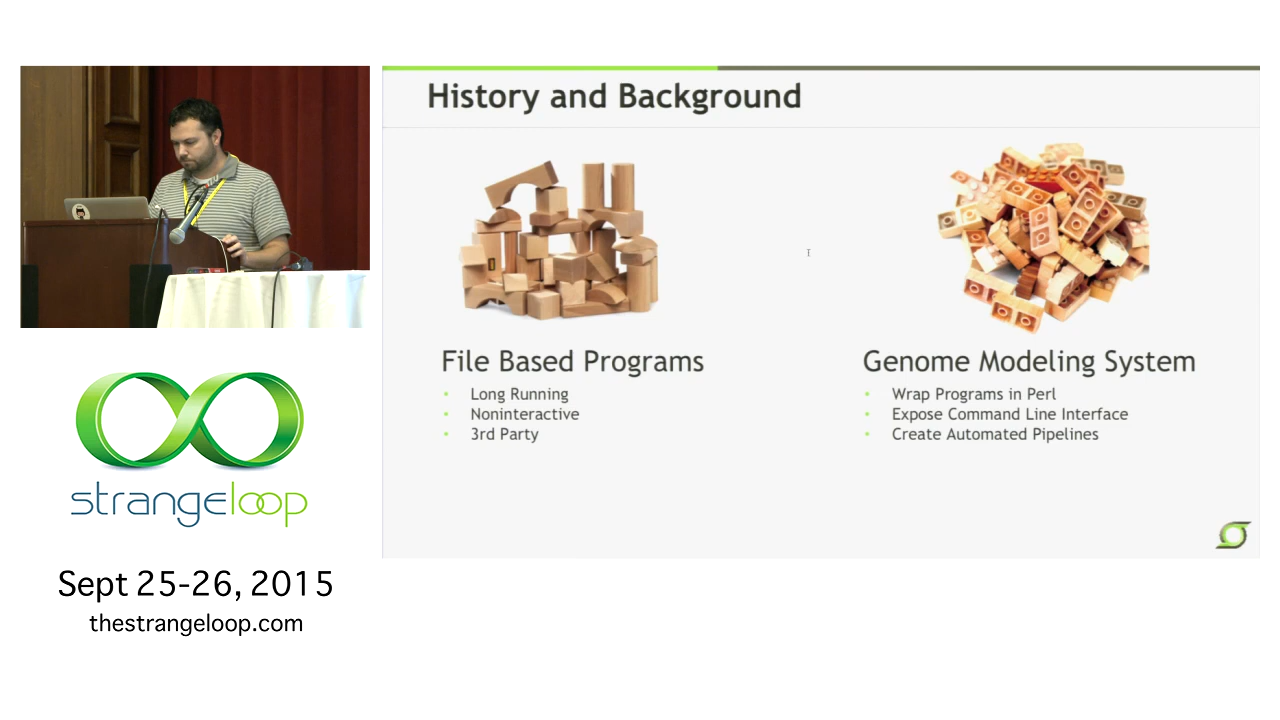 History and Background
File Based Programs
Long Running
Noninteractive
3rd Party
Genome Modeling System
Wrap Programs in Perl
Expose Command Line Interface
Create Automated Pipelines
strangeloop
Sept 25-26, 2015
thestrangeloop.com